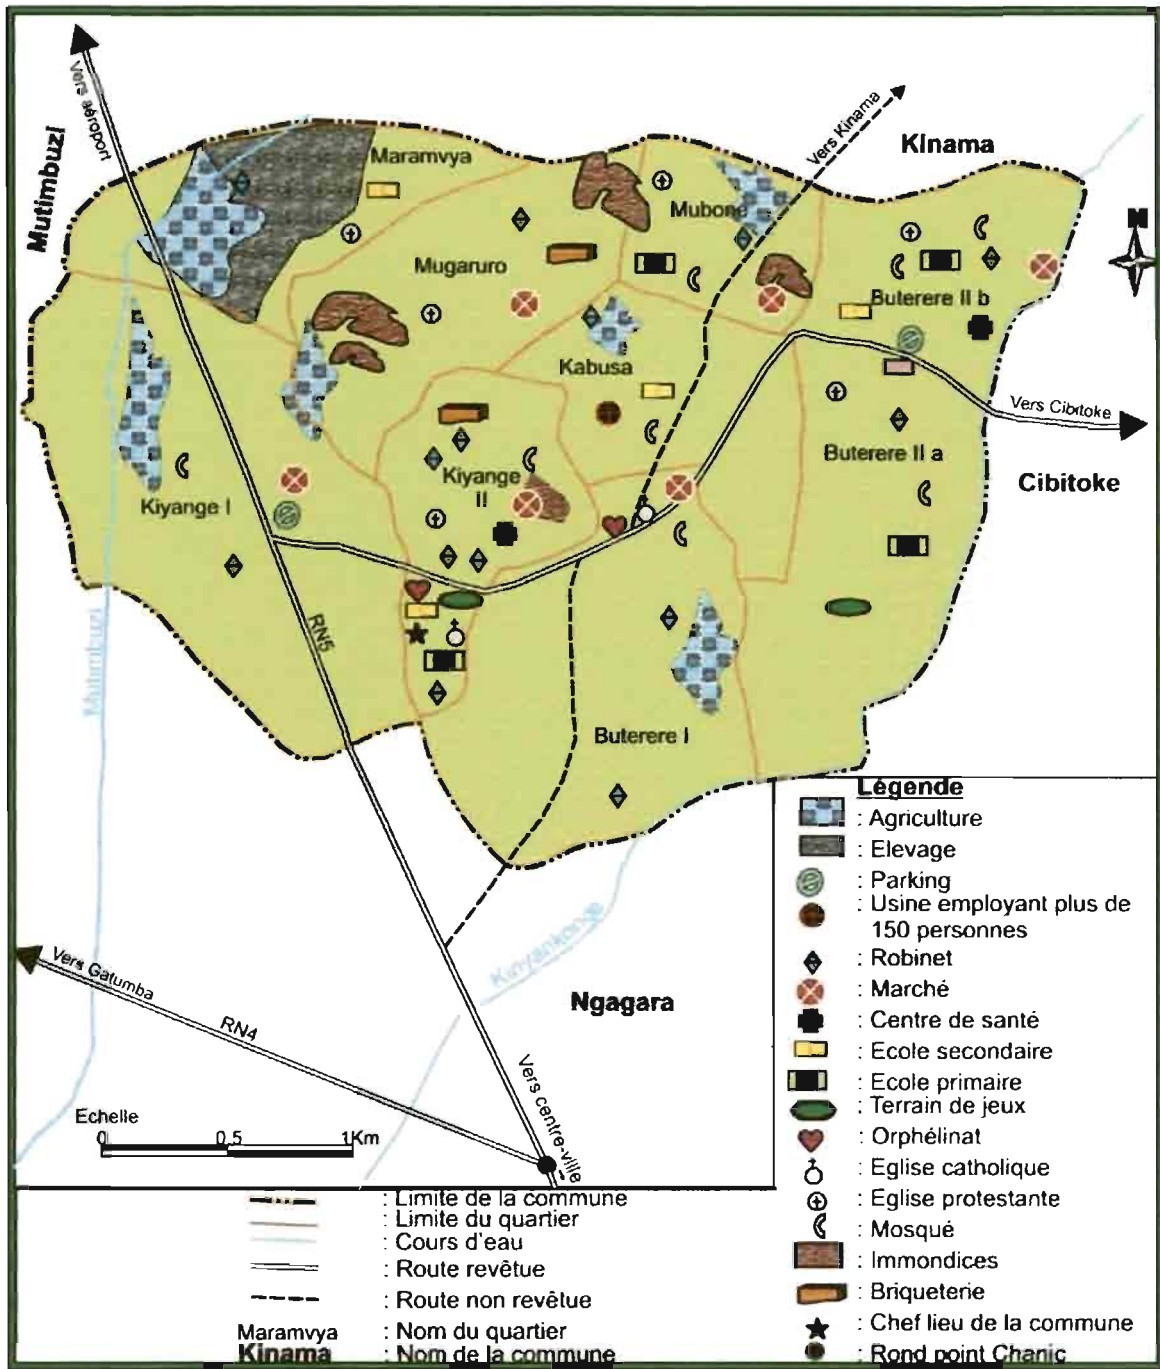 Vers aéroport
Mutimbuzi
Vers Kinama
Kinama
Maramvya
Mubone
N
Mugaruro
Buterere II b
Kabusa
Vers Cibitoke
Buterere II a
Cibitoke
Kiyange I
Kiyange
II
RN5
Mutimbuzi
Buterere I
Kinyankonge
Ngagara
Vers Gatumba
RN4
Vers centre-ville
Echelle
0 0,5 1Km
Légende
: Agriculture
: Elevage
: Parking
: Usine employant plus de
150 personnes
: Robinet
: Marché
: Centre de santé
: Ecole secondaire
: Ecole primaire
: Terrain de jeux
: Orphélinat
: Eglise catholique
: Eglise protestante
: Mosqué
: Immondices
: Briqueterie
: Chef lieu de la commune
: Rond point Chanic
: Limite de la commune
: Limite du quartier
: Cours d'eau
: Route revêtue
: Route non revêtue
Maramvya : Nom du quartier
Kinama : Nom de la commune